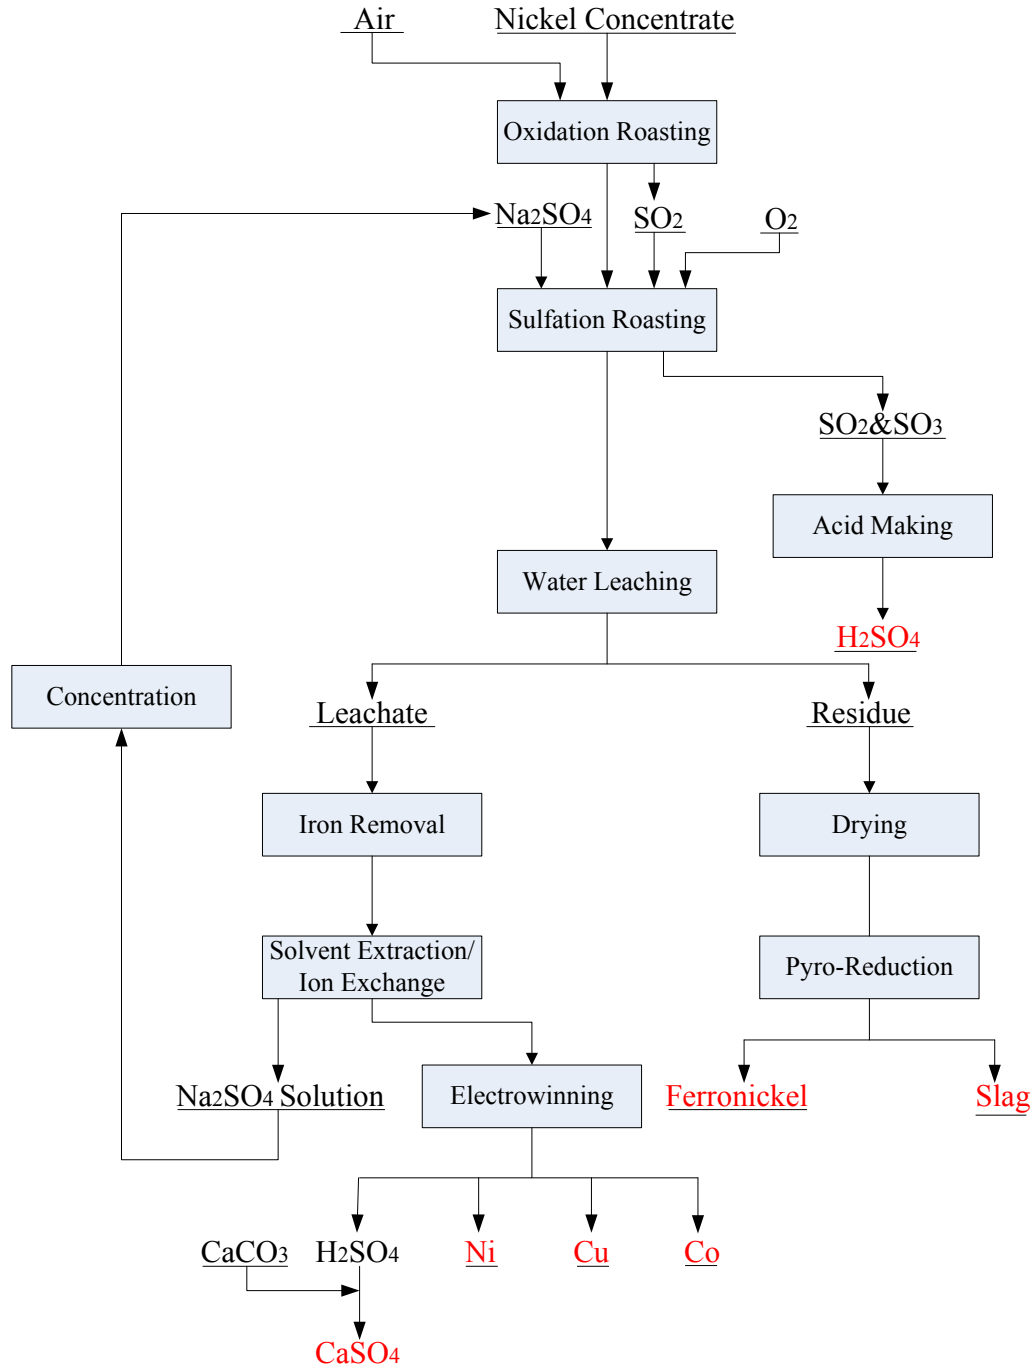 Air
Nickel Concentrate
Oxidation Roasting
Na2SO4
SO2
O2
Sulfation Roasting
SO2&SO3
Acid Making
Water Leaching
H2SO4
Concentration
Leachate
Residue
Iron Removal
Drying
Solvent Extraction/
Ion Exchange
Pyro-Reduction
Na2SO4 Solution
Electrowinning
Ferronickel
Slag
CaCO3
H2SO4
Ni
Cu
Co
CaSO4